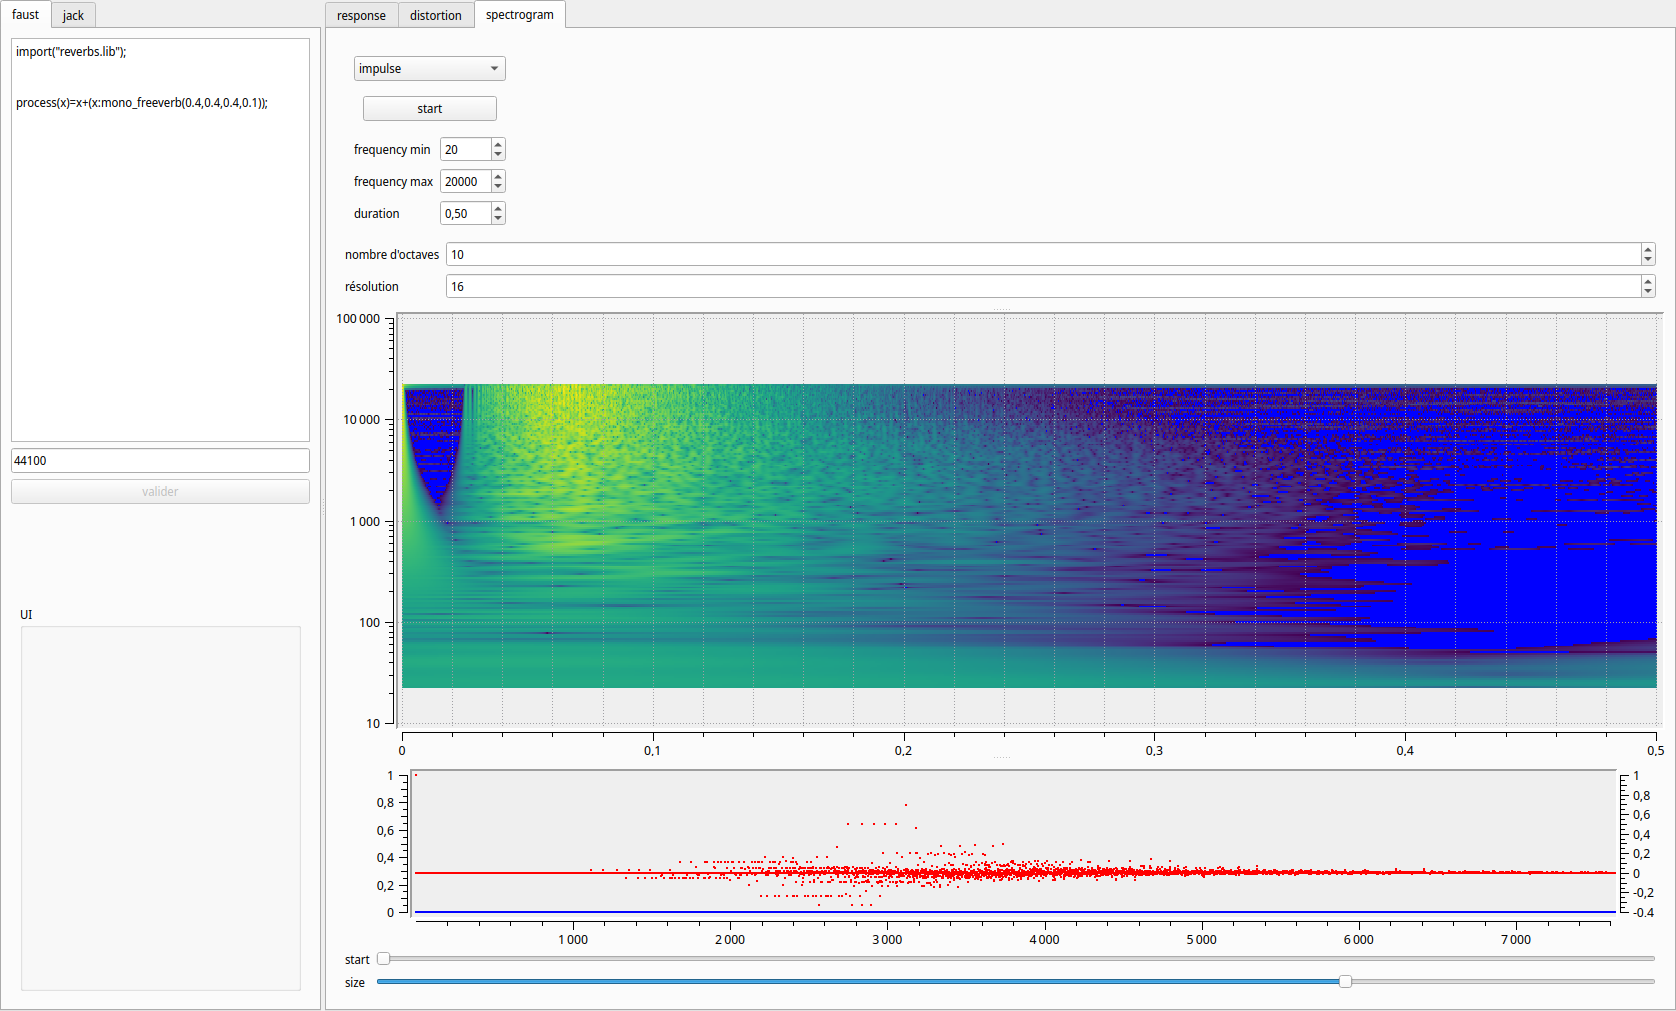 faust jack
response distortion spectrogram
import("reverbs.lib");
process(x)=x+(x:mono_freeverb(0.4,0.4,0.4,0.1));
44100
valider
UI
impulse
start
frequency min 20
frequency max 20000
duration 0,50
nombre d'octaves 10
résolution 16
100 000
10 000
1 000
100
10
0 0,1 0,2 0,3 0,4 0,5
1
0,8
0,6
0,4
0,2
0
1
0,8
0,6
0,4
0,2
0
-0,2
-0.4
1 000 2 000 3 000 4 000 5 000 6 000 7 000
start
size